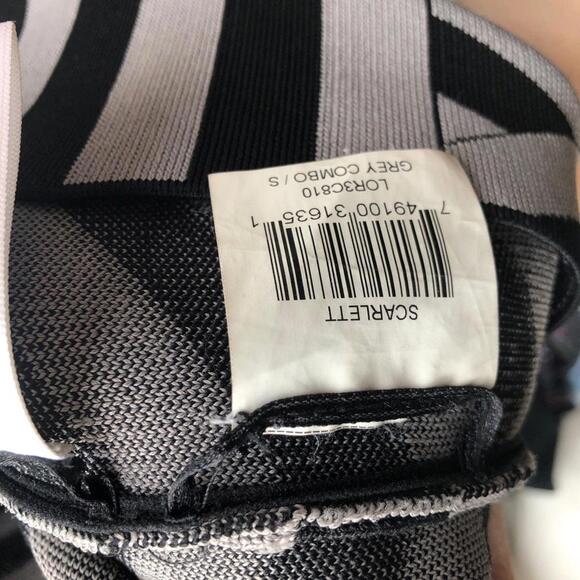 SCARLETT
7 49100 31635 1
LOR3C810
GREY COMBO / S